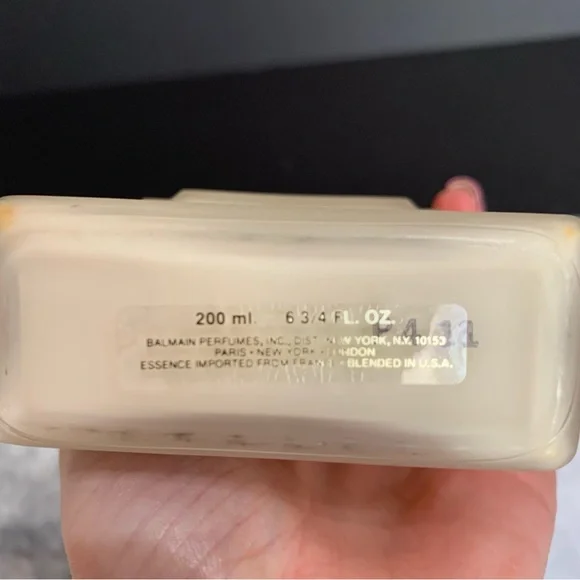 200 ml. 6 3/4 FL. OZ.
BALMAIN PERFUMES, INC., DIST. NEW YORK, N.Y. 10153
PARIS • NEW YORK • LONDON
ESSENCE IMPORTED FROM FRANCE • BLENDED IN U.S.A.